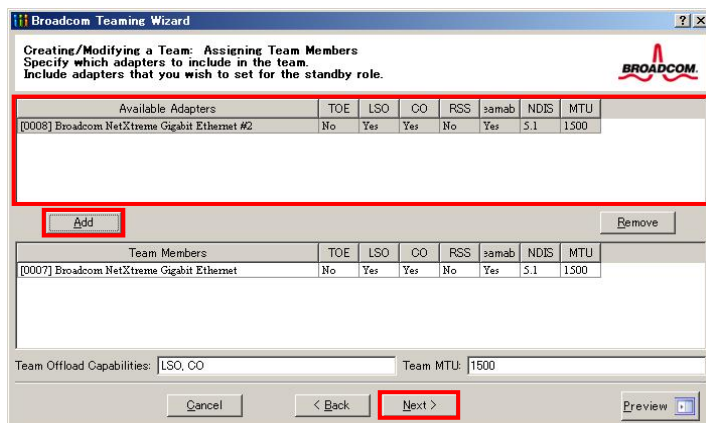 Broadcom Teaming Wizard
Creating/Modifying a Team: Assigning Team Members
Specify which adapters to include in the team.
Include adapters that you wish to set for the standby role.
BROADCOM.
Available Adapters TOE LSO CO RSS eamab NDIS MTU
[0008] Broadcom NetXtreme Gigabit Ethernet #2 No Yes Yes No Yes 5.1 1500
Add Remove
Team Members TOE LSO CO RSS eamab NDIS MTU
[0007] Broadcom NetXtreme Gigabit Ethernet No Yes Yes No Yes 5.1 1500
Team Offload Capabilities: LSO, CO Team MTU: 1500
Cancel < Back Next > Preview